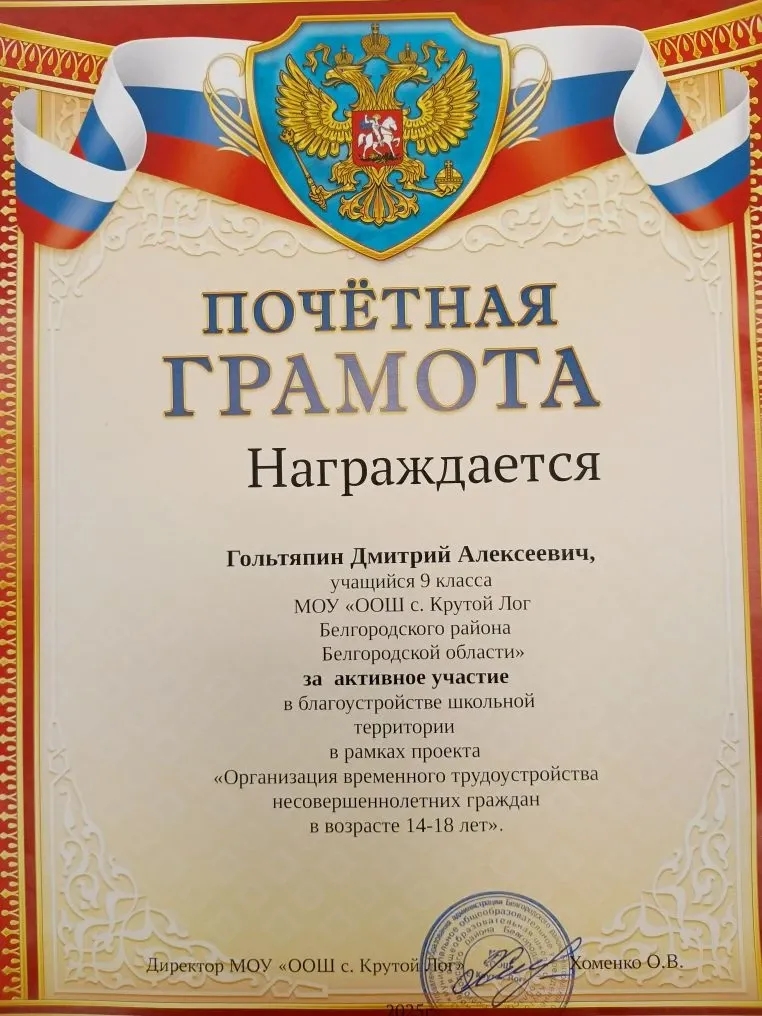 ПОЧЁТНАЯ
ГРАМОТА
Награждается
Гольтяпин Дмитрий Алексеевич,
учащийся 9 класса
МОУ «ООШ с. Крутой Лог
Белгородского района
Белгородской области»
за активное участие
в благоустройстве школьной
территории
в рамках проекта
«Организация временного трудоустройства
несовершеннолетних граждан
в возрасте 14-18 лет».
Директор МОУ «ООШ с. Крутой Лог» Хоменко О.В.
2025г